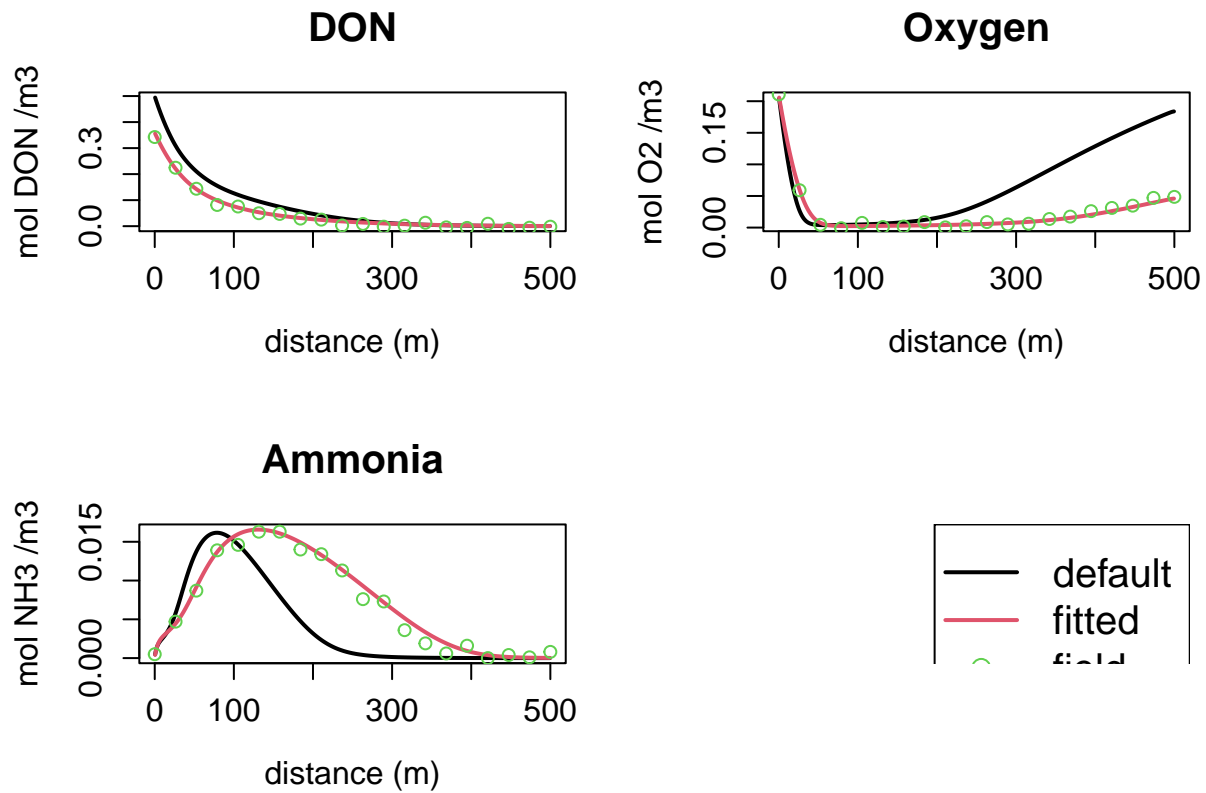 DON
mol DON /m3
0.0 0.3
0 100 300 500
distance (m)
Oxygen
mol O2 /m3
0.00 0.15
0 100 300 500
distance (m)
Ammonia
mol NH3 /m3
0.000 0.015
0 100 300 500
distance (m)
default
fitted
field